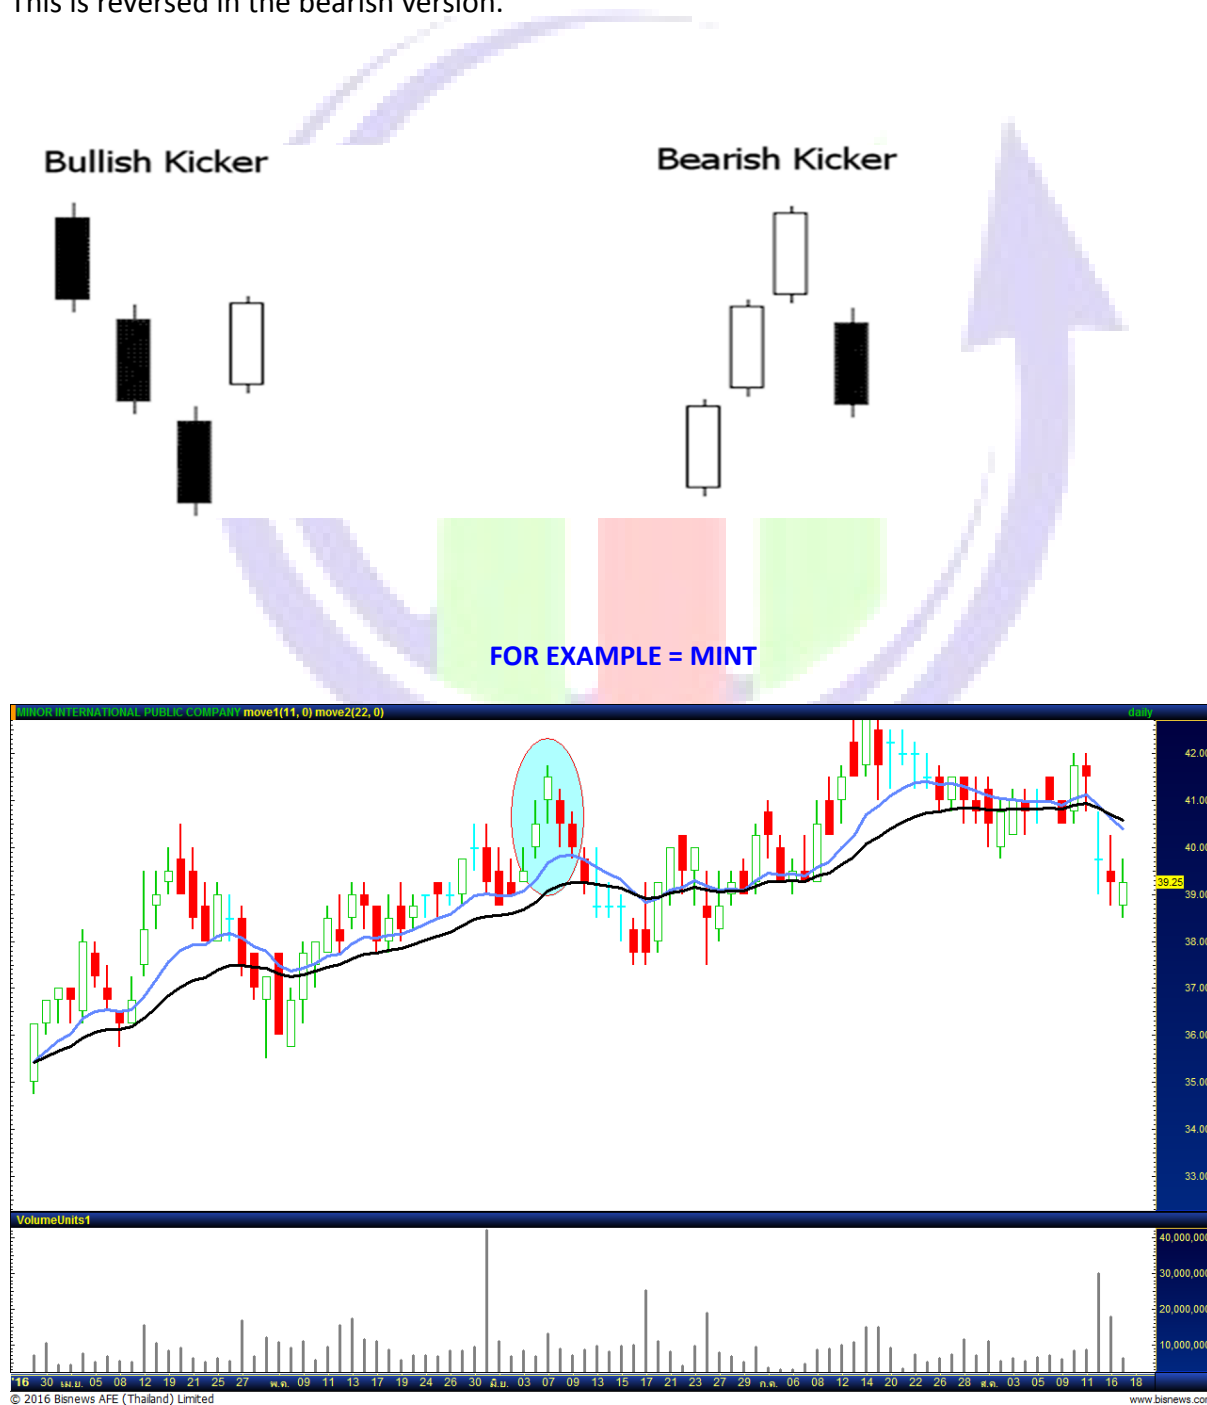 This is reversed in the bearish version.
Bullish Kicker
Bearish Kicker
FOR EXAMPLE = MINT
MINOR INTERNATIONAL PUBLIC COMPANY move1(11, 0) move2(22, 0)
daily
42.00
41.00
40.00
39.25
39.00
38.00
37.00
36.00
35.00
34.00
33.00
VolumeUnits1
40,000,000
30,000,000
20,000,000
10,000,000
'16 30 เม.ย. 05 08 12 19 21 25 27 พ.ค. 09 11 13 17 19 24 26 30 มิ.ย. 03 07 09 13 15 17 21 23 27 29 ก.ค. 06 08 12 14 20 22 26 28 ส.ค. 03 05 09 11 16 18
© 2016 Bisnews AFE (Thailand) Limited
www.bisnews.com